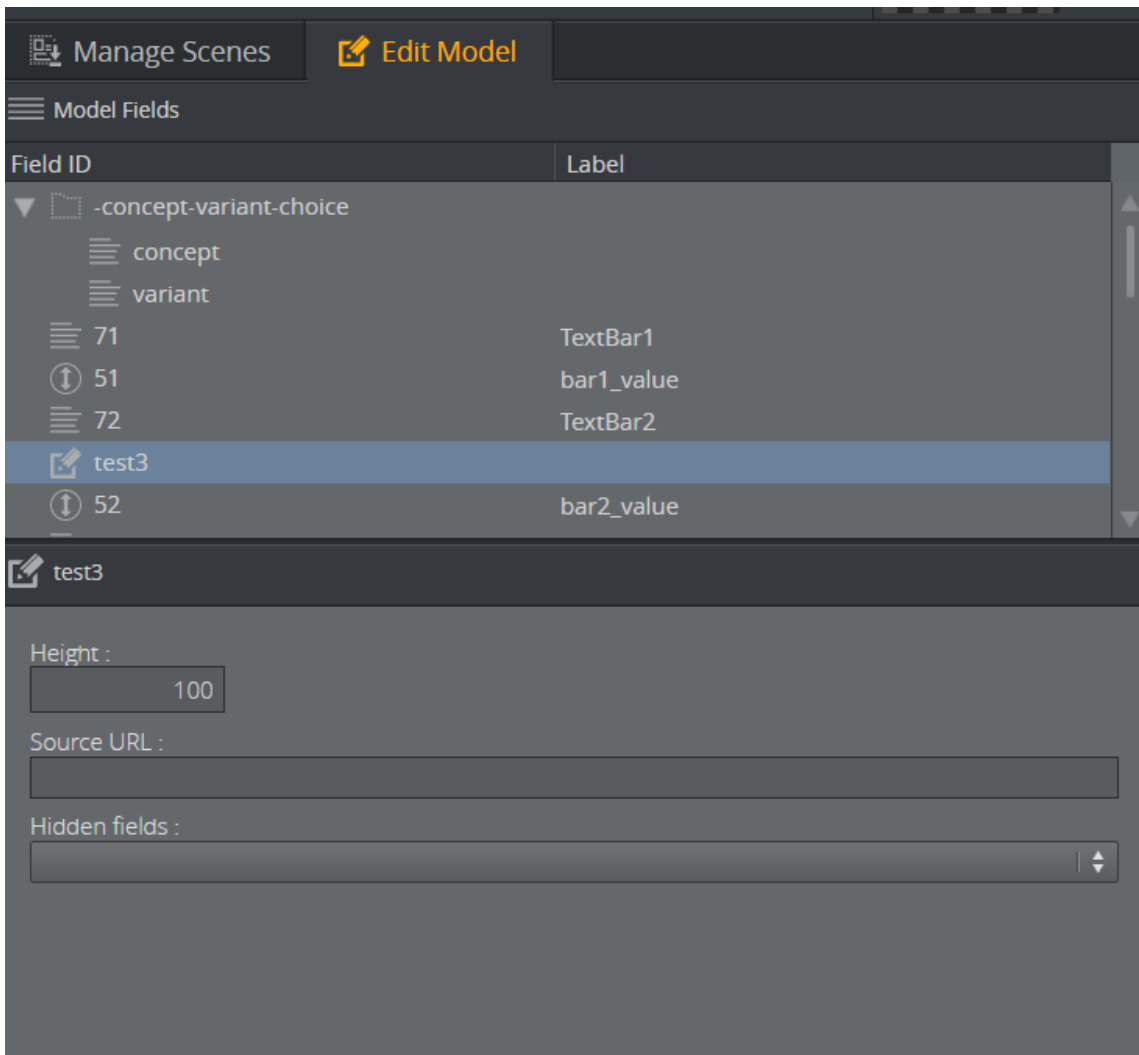 Manage Scenes Edit Model
Model Fields
Field ID Label
-concept-variant-choice
concept
variant
71 TextBar1
51 bar1_value
72 TextBar2
test3
52 bar2_value
test3
Height :
100
Source URL :
Hidden fields :